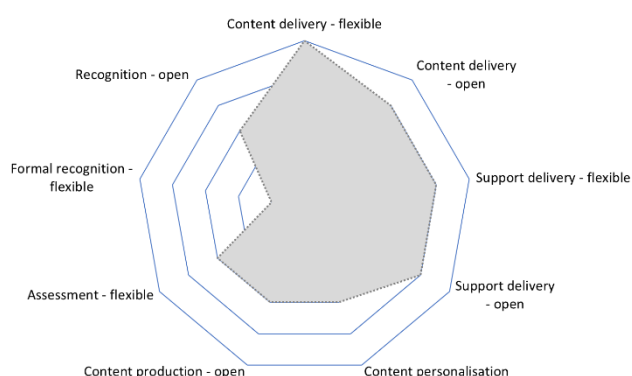 Content delivery - flexible
Content delivery
- open
Support delivery - flexible
Support delivery
- open
Content personalisation
Content production - open
Assessment - flexible
Formal recognition -
flexible
Recognition - open